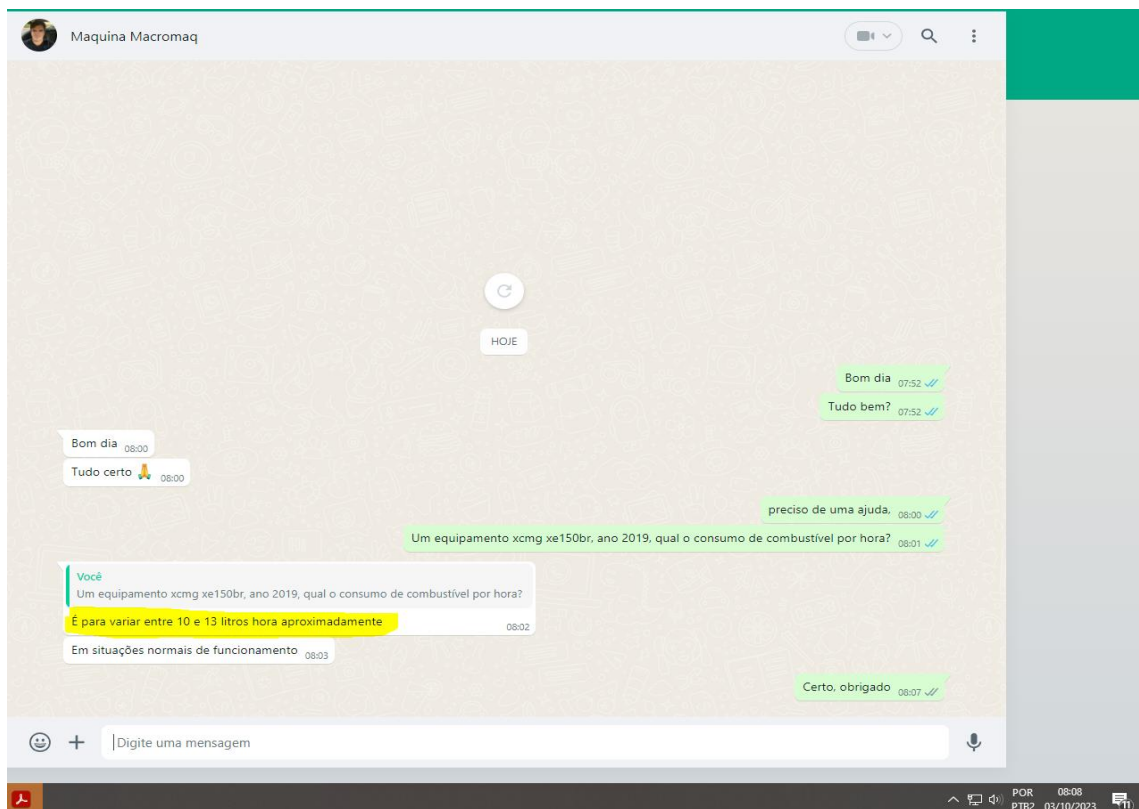 Maquina Macromaq
HOJE
Bom dia 07:52
Tudo bem? 07:52
Bom dia 08:00
Tudo certo 🙏 08:00
preciso de uma ajuda, 08:00
Um equipamento xcmg xe150br, ano 2019, qual o consumo de combustível por hora? 08:01
Você
Um equipamento xcmg xe150br, ano 2019, qual o consumo de combustível por hora?
É para variar entre 10 e 13 litros hora aproximadamente 08:02
Em situações normais de funcionamento 08:03
Certo, obrigado 08:07
Digite uma mensagem
POR 08:08
PTB2 03/10/2023